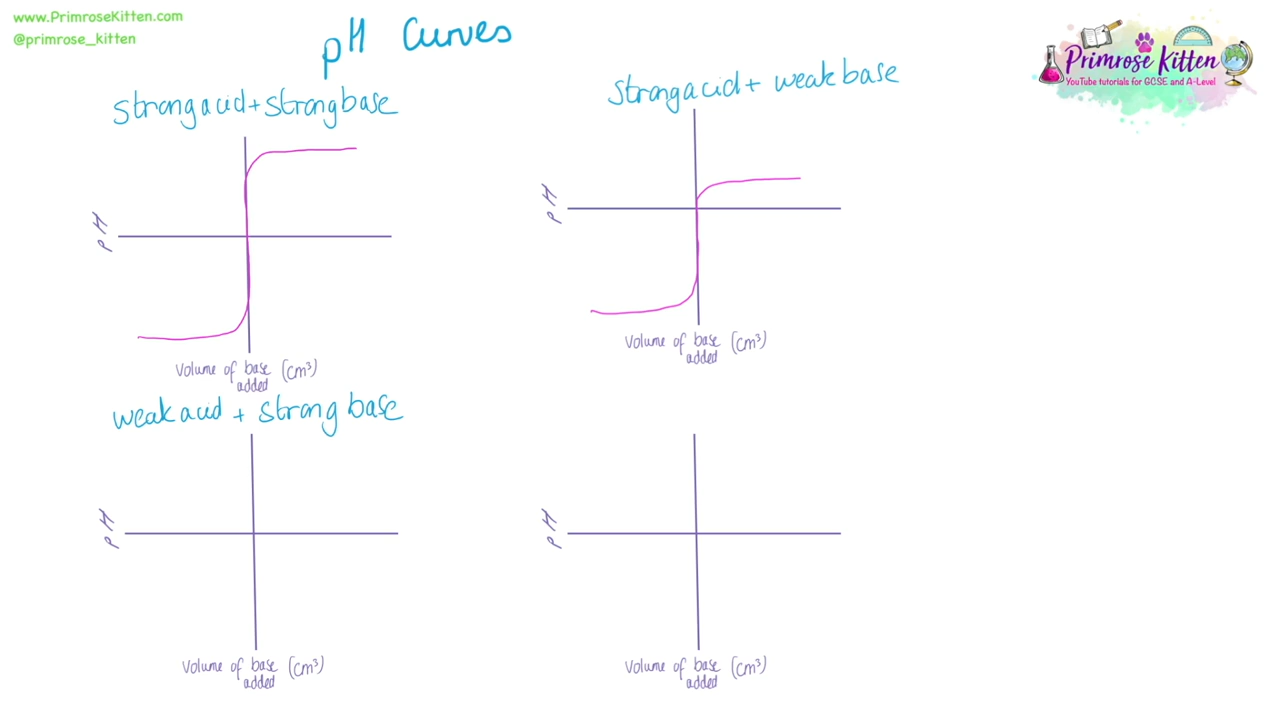 www.PrimroseKitten.com
@primrose_kitten
pH Curves
Primrose Kitten
YouTube tutorials for GCSE and A-Level
strong acid + strong base
pH
Volume of base (cm³)
added
Strong acid + weak base
pH
Volume of base (cm³)
added
weak acid + strong base
pH
Volume of base (cm³)
added
pH
Volume of base (cm³)
added